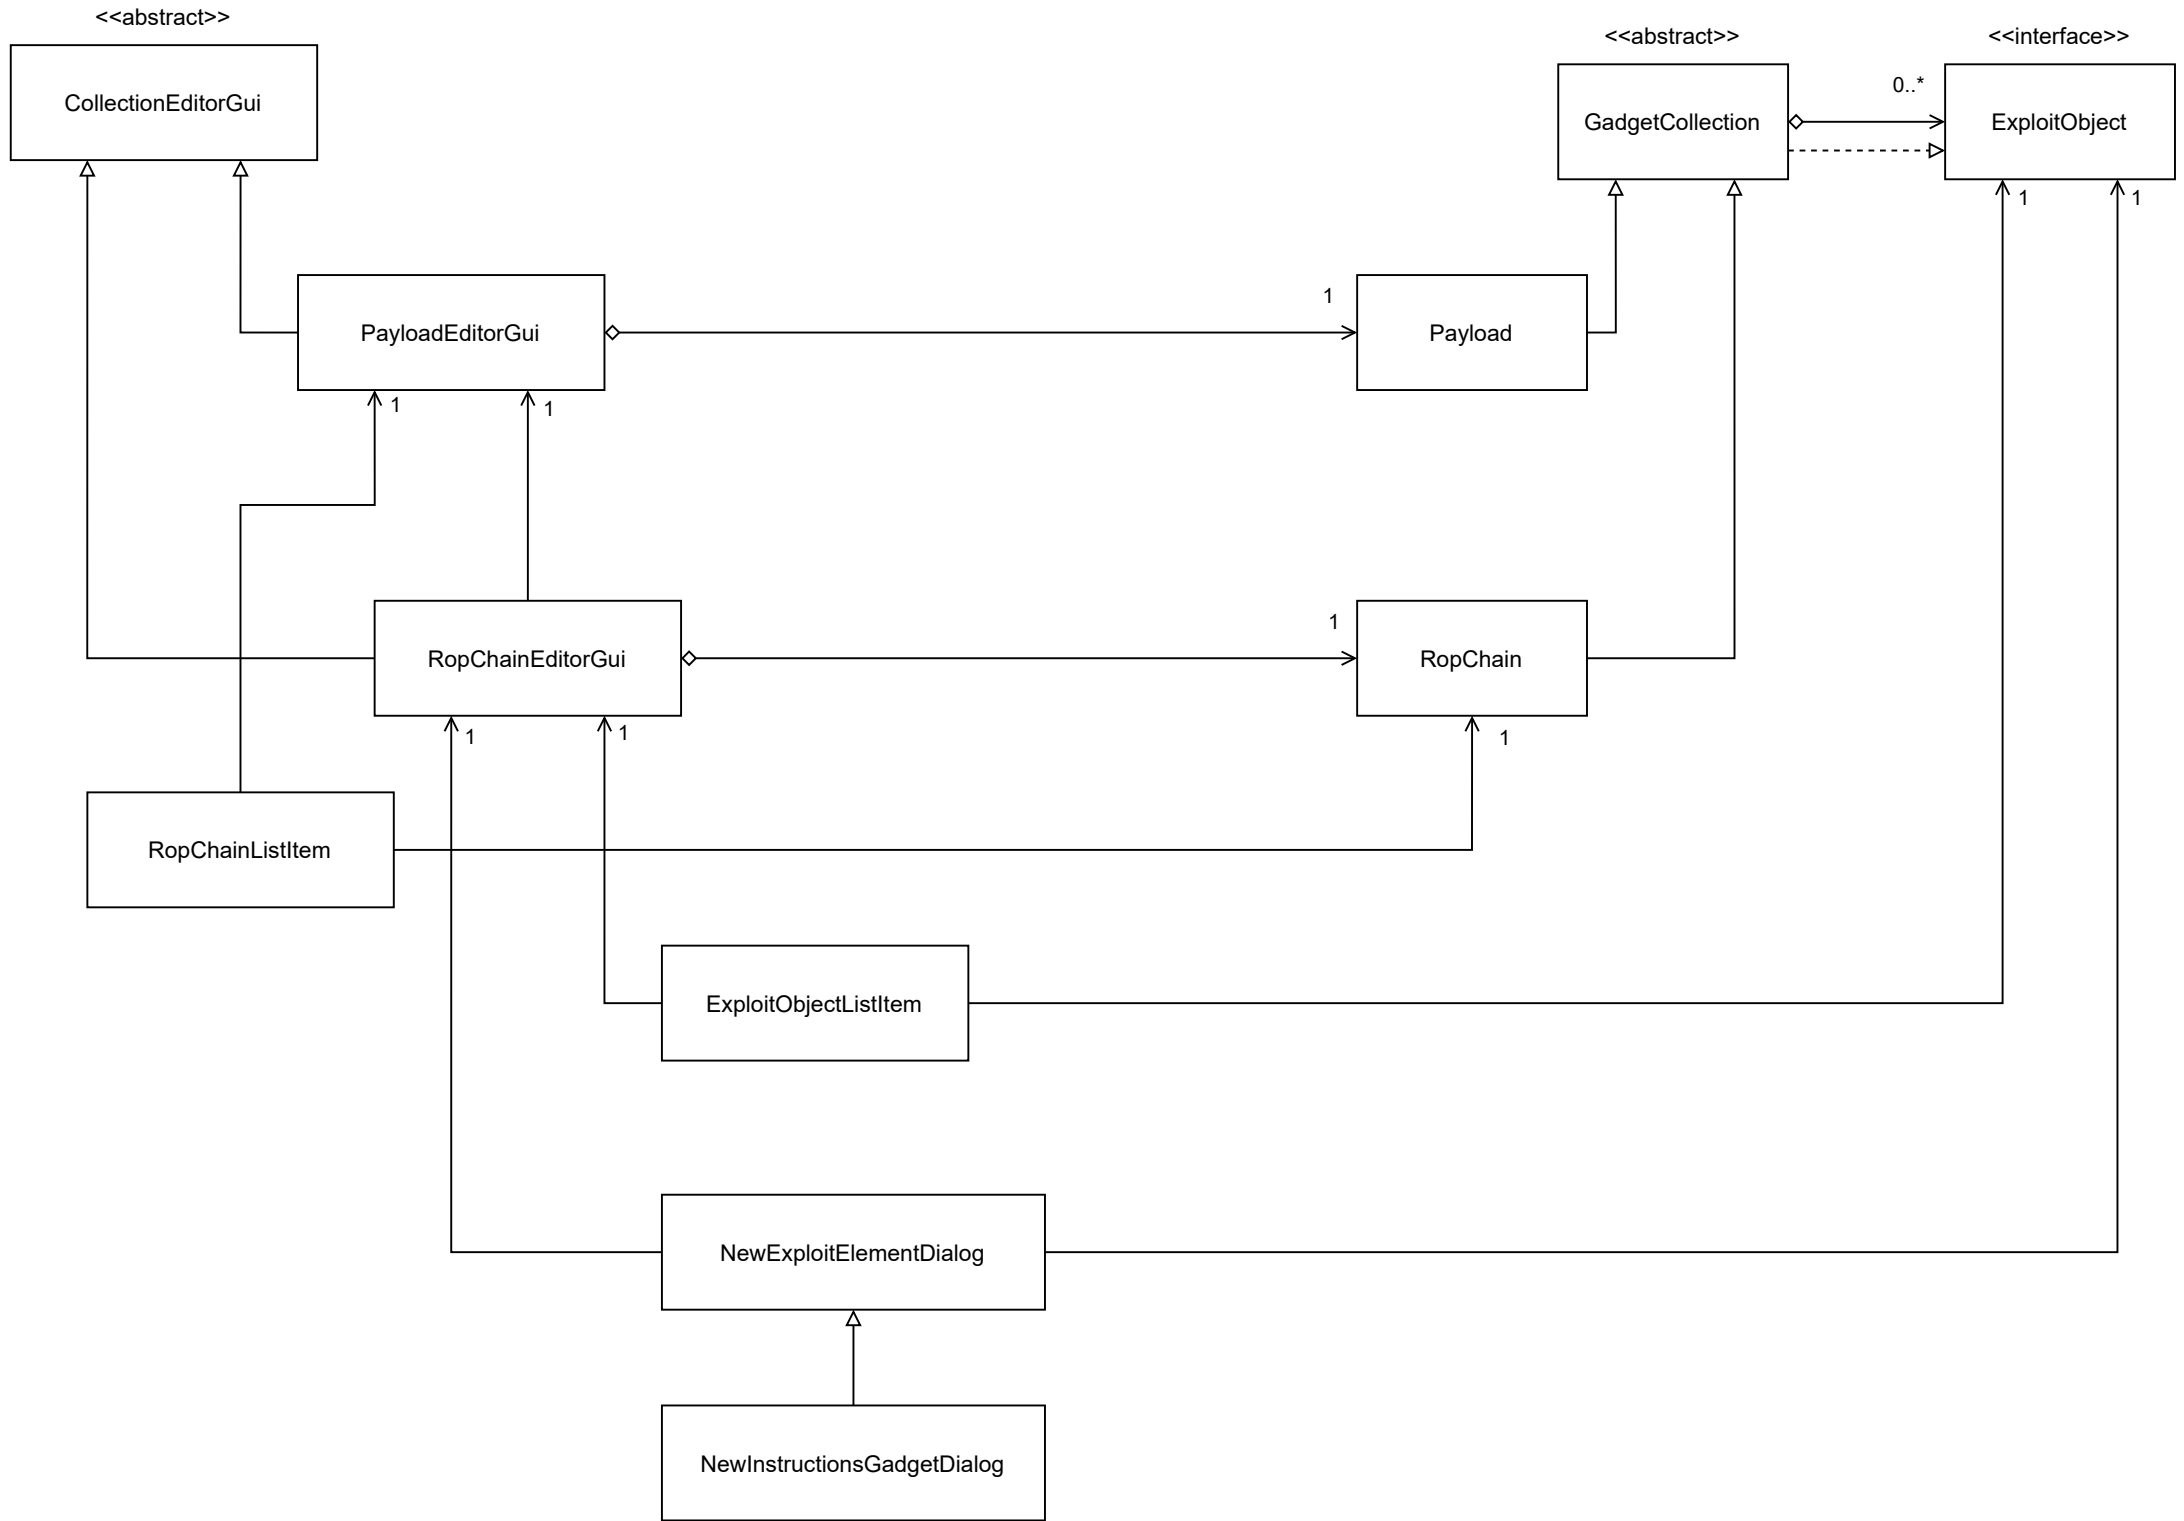 <<abstract>>
<<abstract>>
<<interface>>
CollectionEditorGui
GadgetCollection
0..*
ExploitObject
1
1
PayloadEditorGui
1
Payload
1
1
RopChainEditorGui
1
RopChain
1
1
1
RopChainListItem
ExploitObjectListItem
NewExploitElementDialog
NewInstructionsGadgetDialog